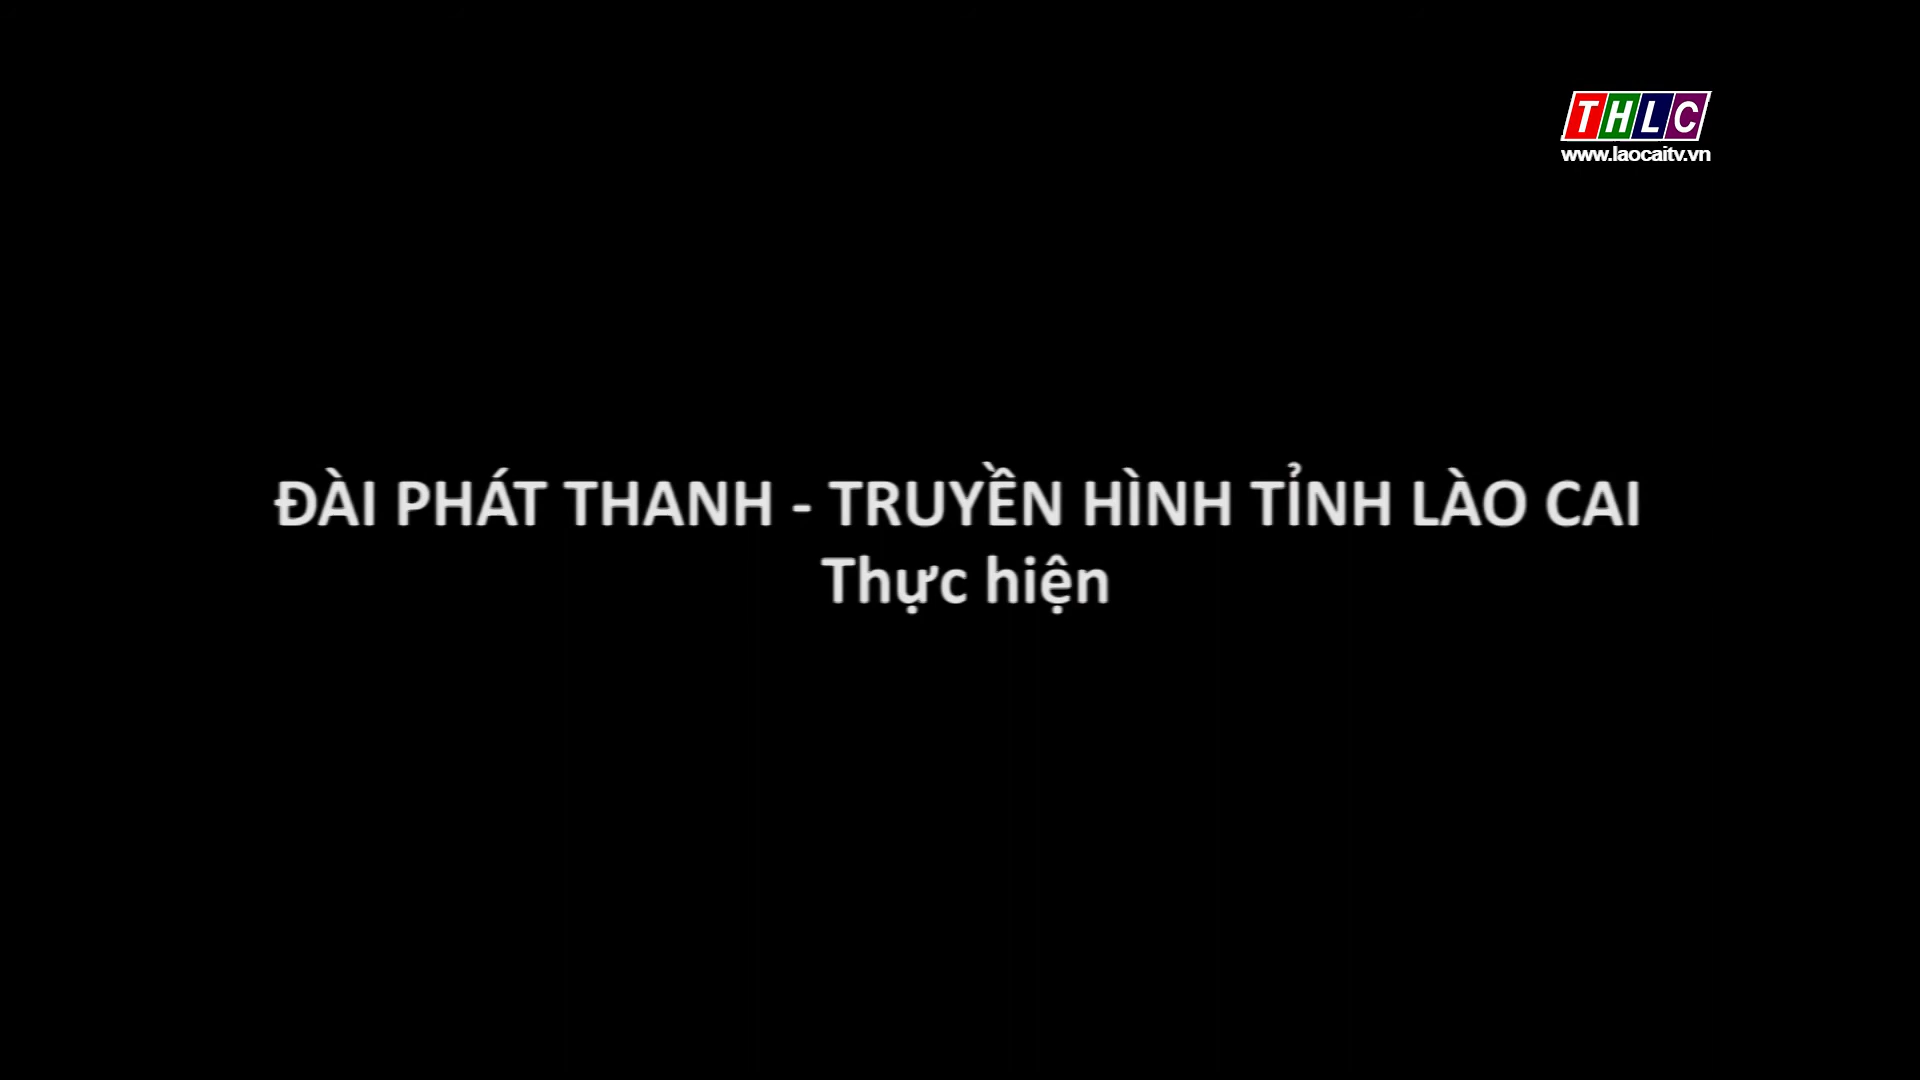 THLC
www.laocaitv.vn
ĐÀI PHÁT THANH - TRUYỀN HÌNH TỈNH LÀO CAI
Thực hiện